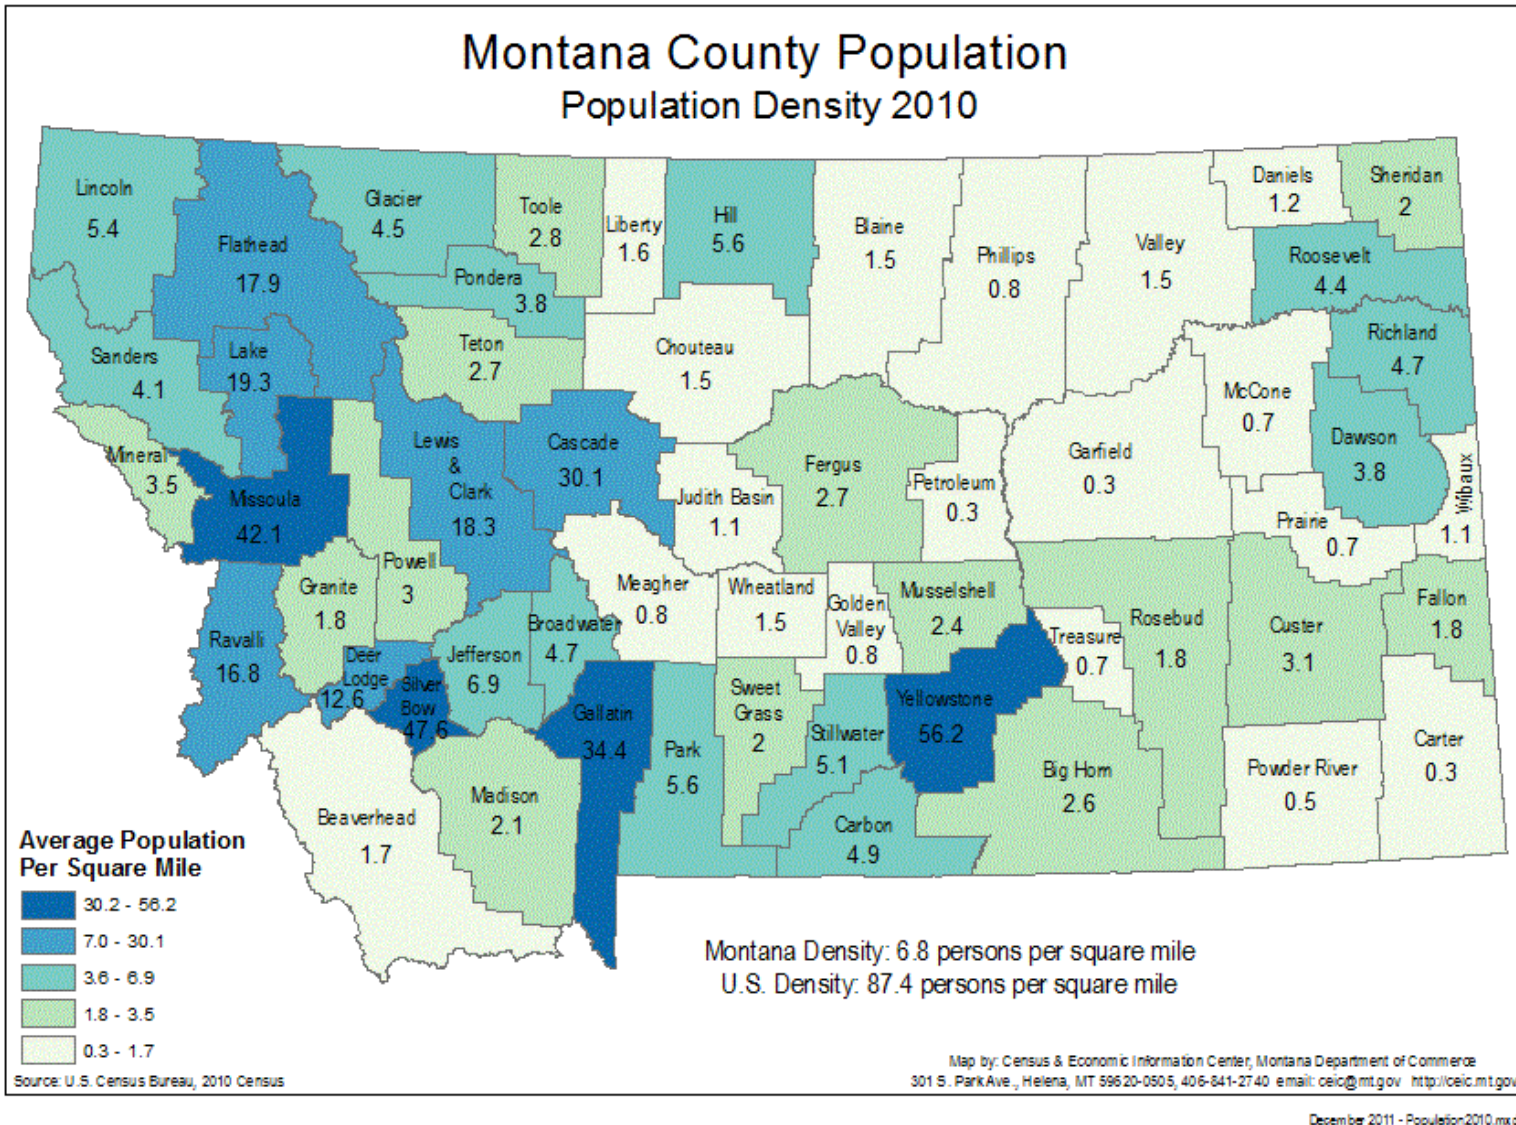 Montana County Population
Population Density 2010
Lincoln
5.4
Flathead
17.9
Glacier
4.5
Toole
2.8
Liberty
1.6
Hill
5.6
Blaine
1.5
Phillips
0.8
Valley
1.5
Daniels
1.2
Sheridan
2
Roosevelt
4.4
Pondera
3.8
Richland
4.7
Sanders
4.1
Lake
19.3
Teton
2.7
Chouteau
1.5
McCone
0.7
Dawson
3.8
Wibaux
1.1
Mineral
3.5
Missoula
42.1
Lewis
&
Clark
18.3
Cascade
30.1
Judith Basin
1.1
Fergus
2.7
Petroleum
0.3
Garfield
0.3
Prairie
0.7
Powell
3
Granite
1.8
Meagher
0.8
Wheatland
1.5
Golden
Valley
0.8
Musselshell
2.4
Treasure
0.7
Rosebud
1.8
Custer
3.1
Fallon
1.8
Ravalli
16.8
Deer
Lodge
12.6
Silver
Bow
47.6
Jefferson
6.9
Broadwater
4.7
Gallatin
34.4
Park
5.6
Sweet
Grass
2
Stillwater
5.1
Yellowstone
56.2
Big Horn
2.6
Powder River
0.5
Carter
0.3
Beaverhead
1.7
Madison
2.1
Carbon
4.9
Average Population
Per Square Mile
30.2 - 56.2
7.0 - 30.1
3.6 - 6.9
1.8 - 3.5
0.3 - 1.7
Montana Density: 6.8 persons per square mile
U.S. Density: 87.4 persons per square mile
Source: U.S. Census Bureau, 2010 Census
Map by: Census & Economic Information Center, Montana Department of Commerce
301 S. Park Ave., Helena, MT 59620-0505, 406-841-2740 email: ceic@mt.gov http://ceic.mt.gov
December 2011 - Population2010.mxd